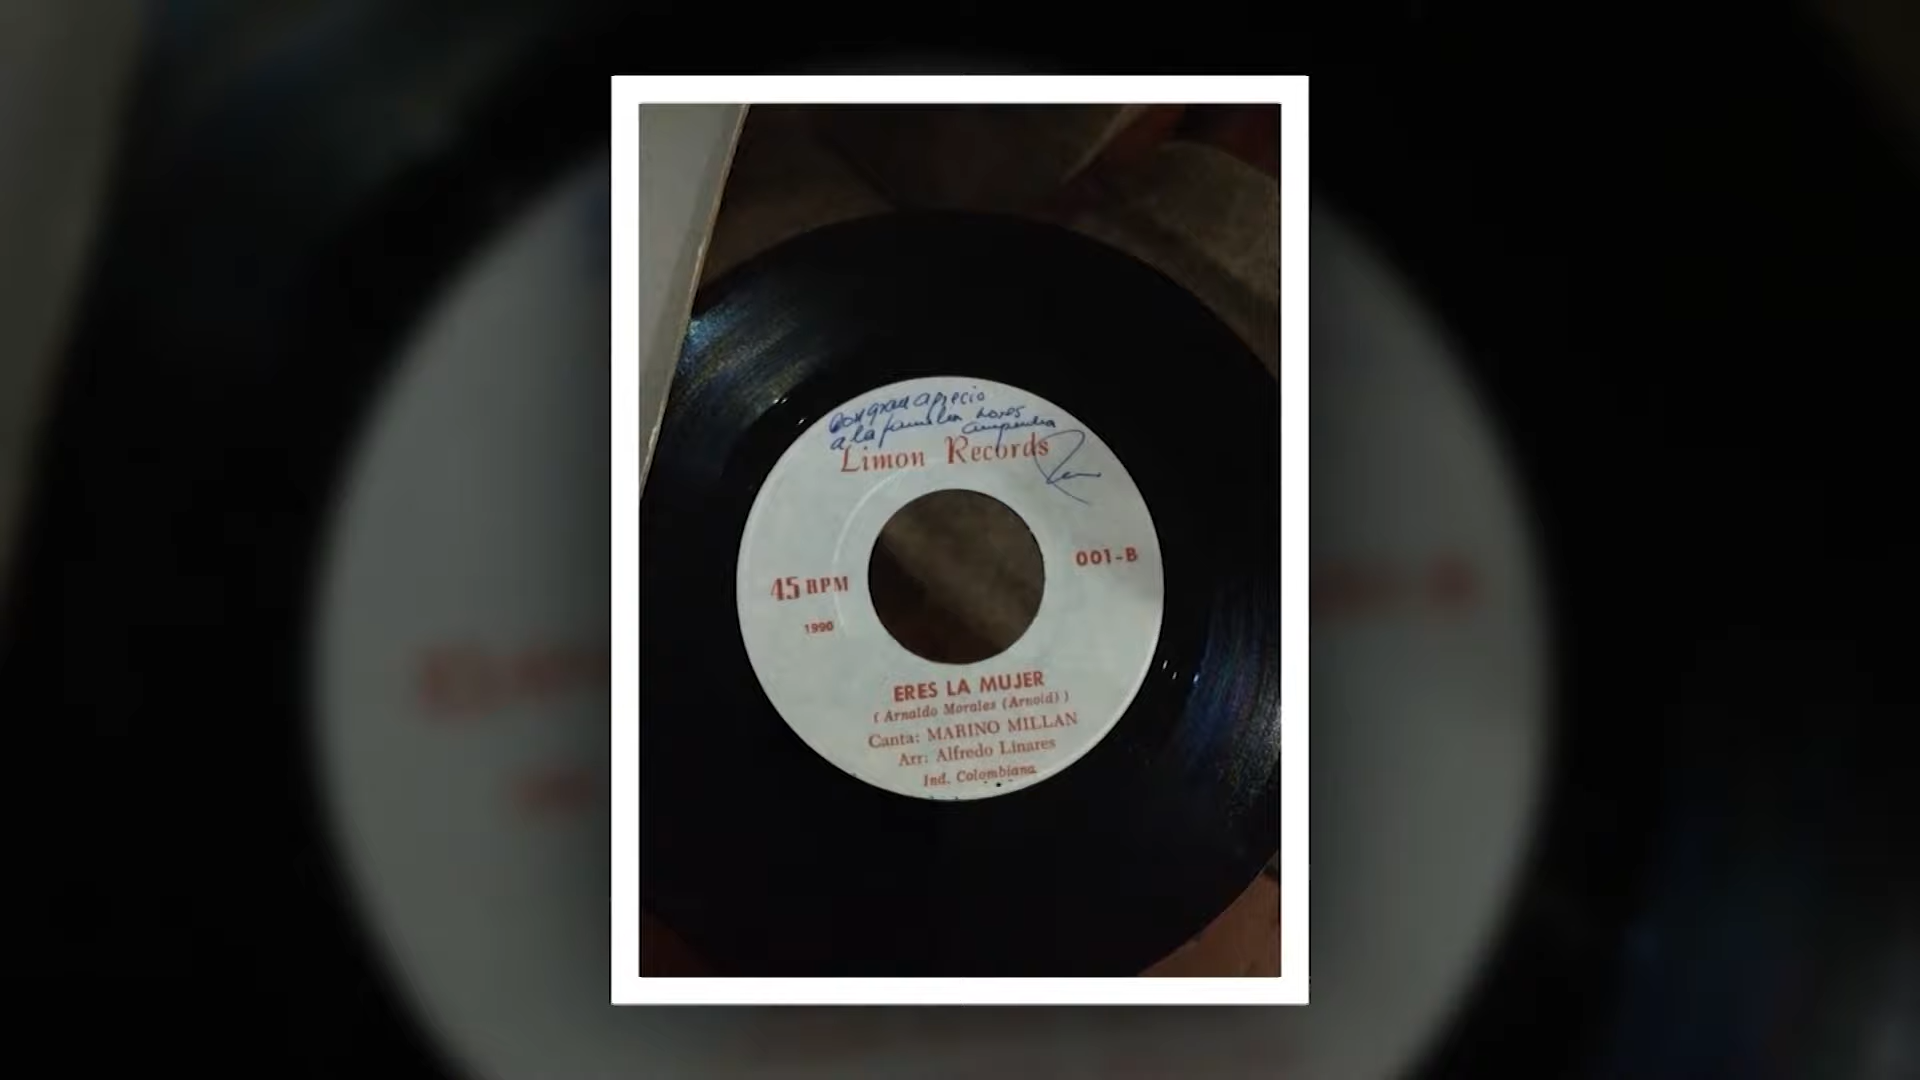 Con gran aprecio
a la familia
Limon Records
45 RPM
001-B
1990
ERES LA MUJER
( Arnaldo Morales (Arnold) )
Canta: MARINO MILLAN
Arr: Alfredo Linares
Ind. Colombiana